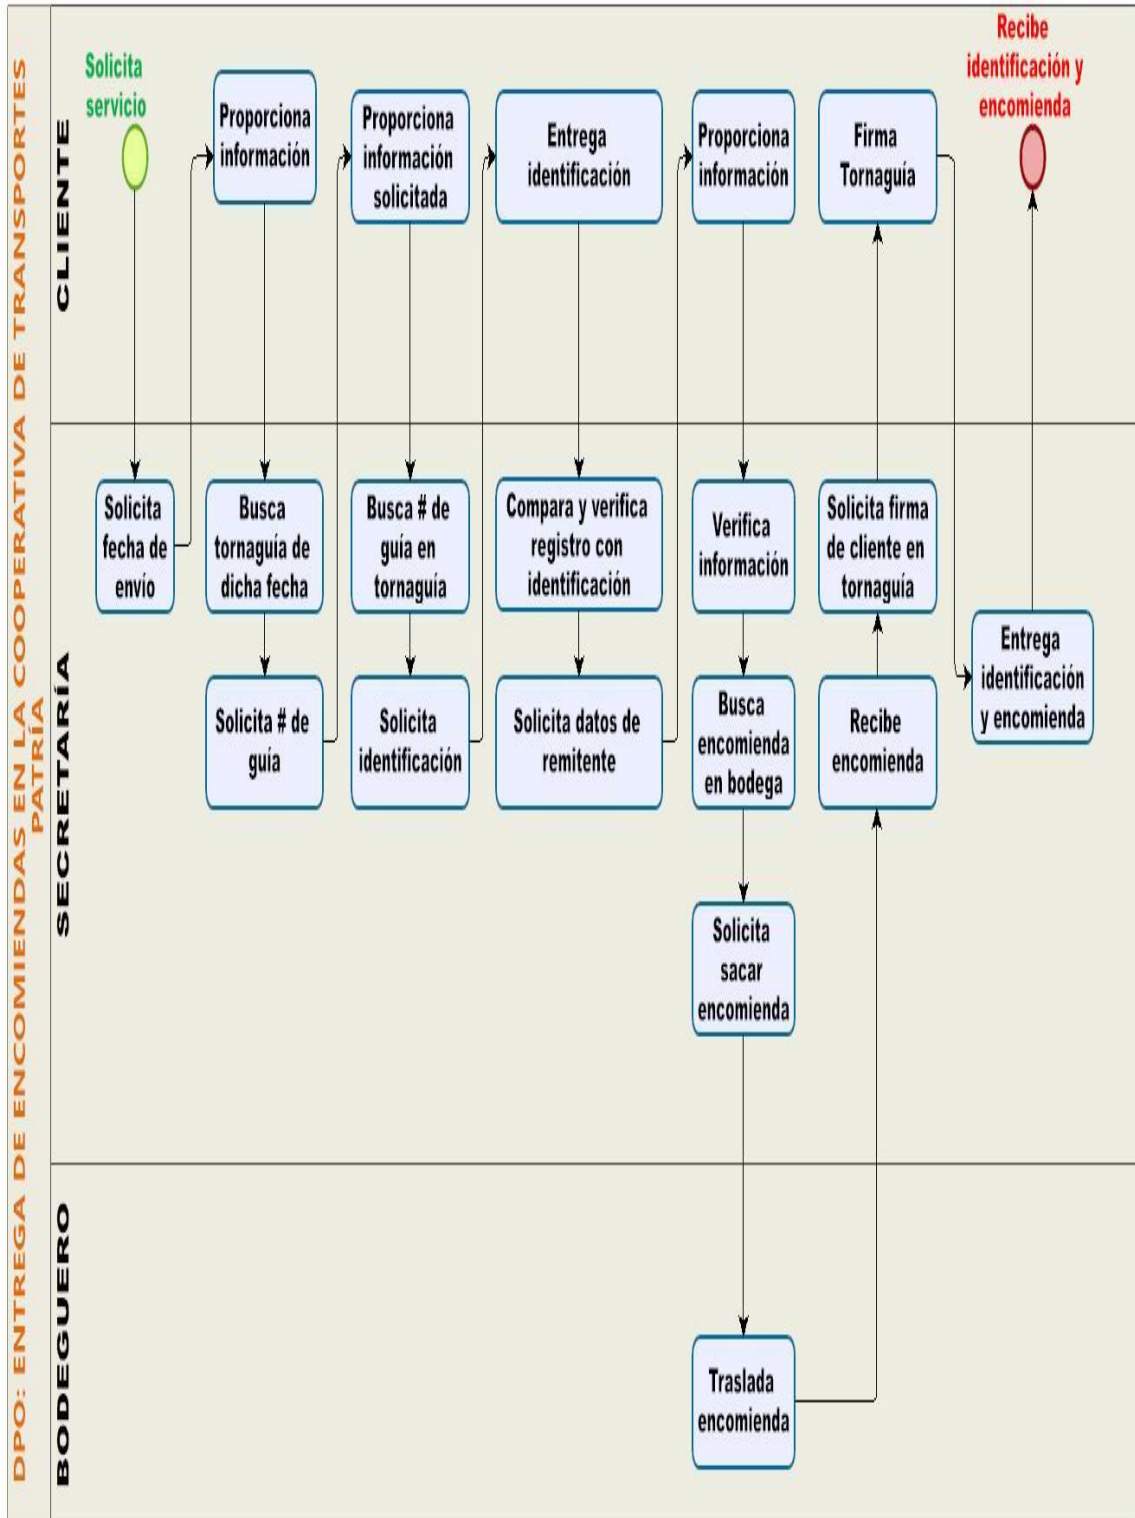 DPO: ENTREGA DE ENCOMIENDAS EN LA COOPERATIVA DE TRANSPORTES
PATRÍA
CLIENTE
Solicita
servicio
Proporciona
información
Proporciona
información
solicitada
Entrega
identificación
Proporciona
información
Firma
Tornaguía
Recibe
identificación y
encomienda
SECRETARÍA
Solicita
fecha de
envío
Busca
tornaguía de
dicha fecha
Busca # de
guía en
tornaguía
Compara y verifica
registro con
identificación
Verifica
información
Solicita firma
de cliente en
tornaguía
Entrega
identificación
y encomienda
Solicita # de
guía
Solicita
identificación
Solicita datos de
remitente
Busca
encomienda
en bodega
Recibe
encomienda
Solicita
sacar
encomienda
BODEGUERO
Traslada
encomienda